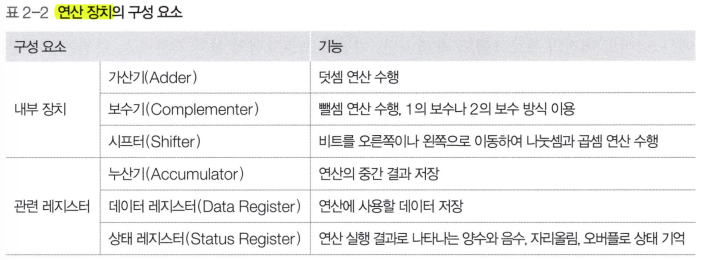 표 2-2 연산 장치의 구성 요소
구성 요소 기능
내부 장치 가산기(Adder) 덧셈 연산 수행
보수기(Complementer) 뺄셈 연산 수행, 1의 보수나 2의 보수 방식 이용
시프터(Shifter) 비트를 오른쪽이나 왼쪽으로 이동하여 나눗셈과 곱셈 연산 수행
관련 레지스터 누산기(Accumulator) 연산의 중간 결과 저장
데이터 레지스터(Data Register) 연산에 사용할 데이터 저장
상태 레지스터(Status Register) 연산 실행 결과로 나타나는 양수와 음수, 자리올림, 오버플로 상태 기억